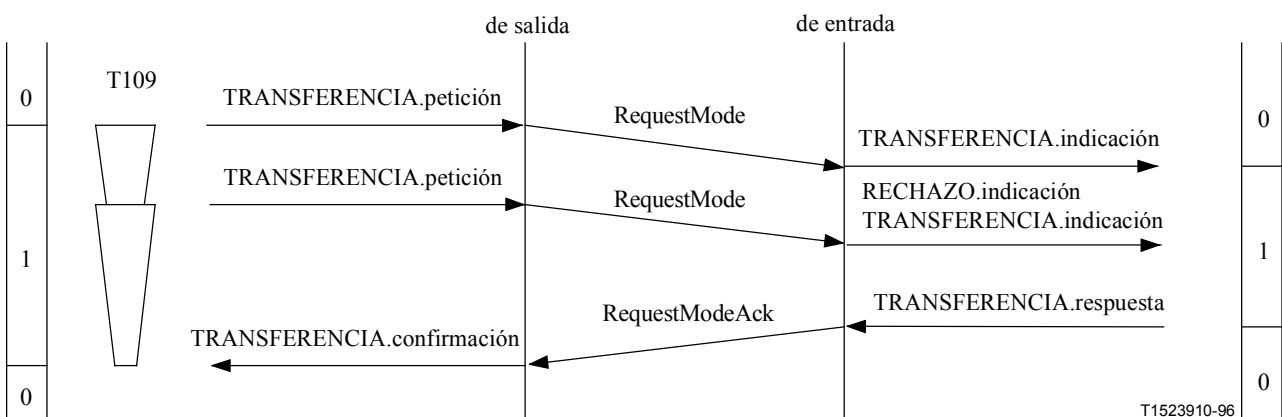 de salida
de entrada
T109
0
TRANSFERENCIA.petición
RequestMode
0
TRANSFERENCIA.indicación
TRANSFERENCIA.petición
RequestMode
RECHAZO.indicación
TRANSFERENCIA.indicación
1
1
TRANSFERENCIA.respuesta
RequestModeAck
TRANSFERENCIA.confirmación
0
0
T1523910-96